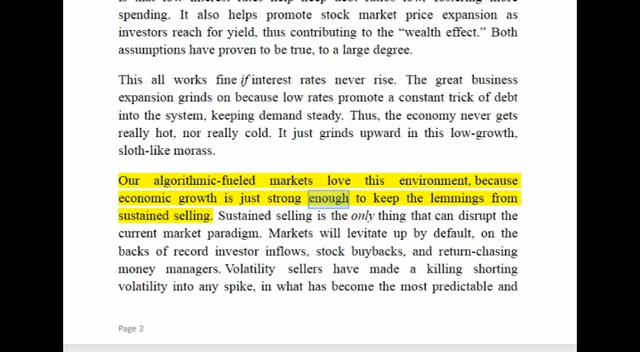 is that low interest rates help keep debt ratios low, fostering more
spending. It also helps promote stock market price expansion as
investors reach for yield, thus contributing to the “wealth effect.” Both
assumptions have proven to be true, to a large degree.
This all works fine if interest rates never rise. The great business
expansion grinds on because low rates promote a constant trick of debt
into the system, keeping demand steady. Thus, the economy never gets
really hot, nor really cold. It just grinds upward in this low-growth,
sloth-like morass.
Our algorithmic-fueled markets love this environment, because
economic growth is just strong enough to keep the lemmings from
sustained selling. Sustained selling is the only thing that can disrupt the
current market paradigm. Markets will levitate up by default, on the
backs of record investor inflows, stock buybacks, and return-chasing
money managers. Volatility sellers have made a killing shorting
volatility into any spike, in what has become the most predictable and
Page 2